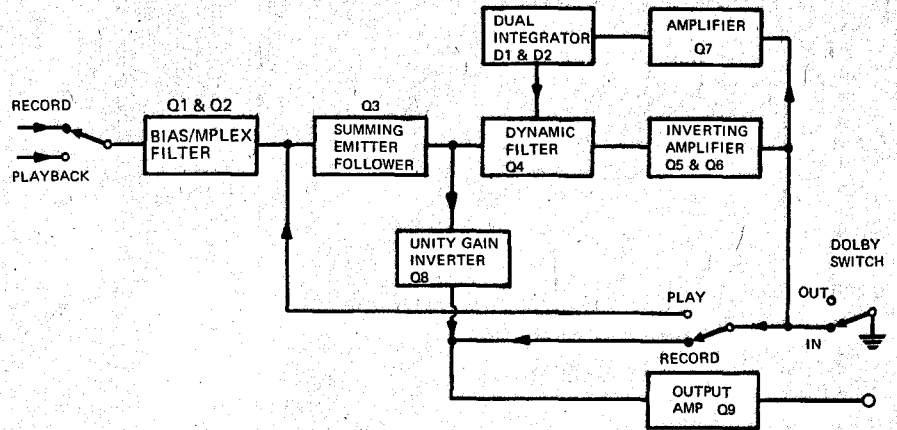 DUAL
INTEGRATOR
D1 & D2
AMPLIFIER
Q7
RECORD
PLAYBACK
Q1 & Q2
BIAS/MPLEX
FILTER
Q3
SUMMING
EMITTER
FOLLOWER
DYNAMIC
FILTER
Q4
INVERTING
AMPLIFIER
Q5 & Q6
UNITY GAIN
INVERTER
Q8
DOLBY
SWITCH
PLAY
OUT
RECORD
IN
OUTPUT
AMP Q9